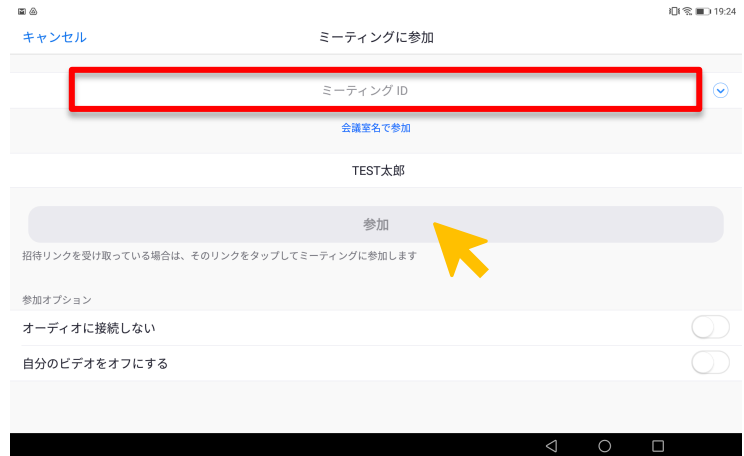 19:24
キャンセル ミーティングに参加
ミーティング ID
会議室名で参加
TEST太郎
参加
招待リンクを受け取っている場合は、そのリンクをタップしてミーティングに参加します
参加オプション
オーディオに接続しない
自分のビデオをオフにする